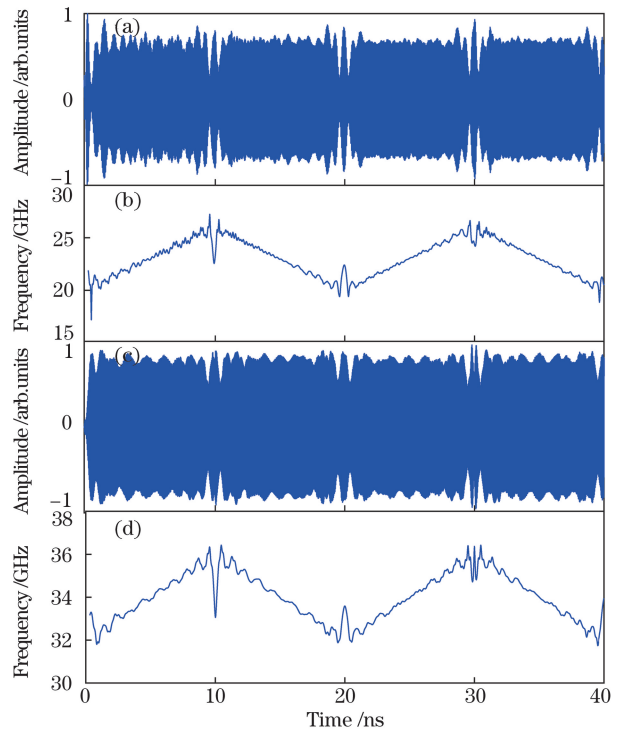 (a)
Amplitude /arb.units
1
0
−1
(b)
Frequency /GHz
30
25
20
15
(c)
Amplitude /arb.units
1
0
−1
(d)
Frequency /GHz
38
36
34
32
30
0 10 20 30 40
Time /ns